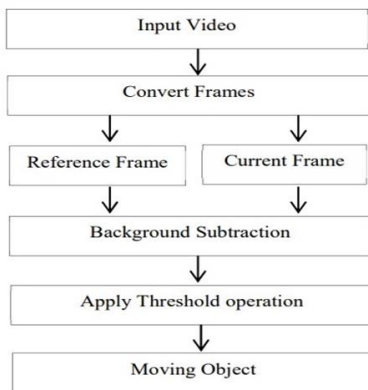 Input Video
Convert Frames
Reference Frame
Current Frame
Background Subtraction
Apply Threshold operation
Moving Object